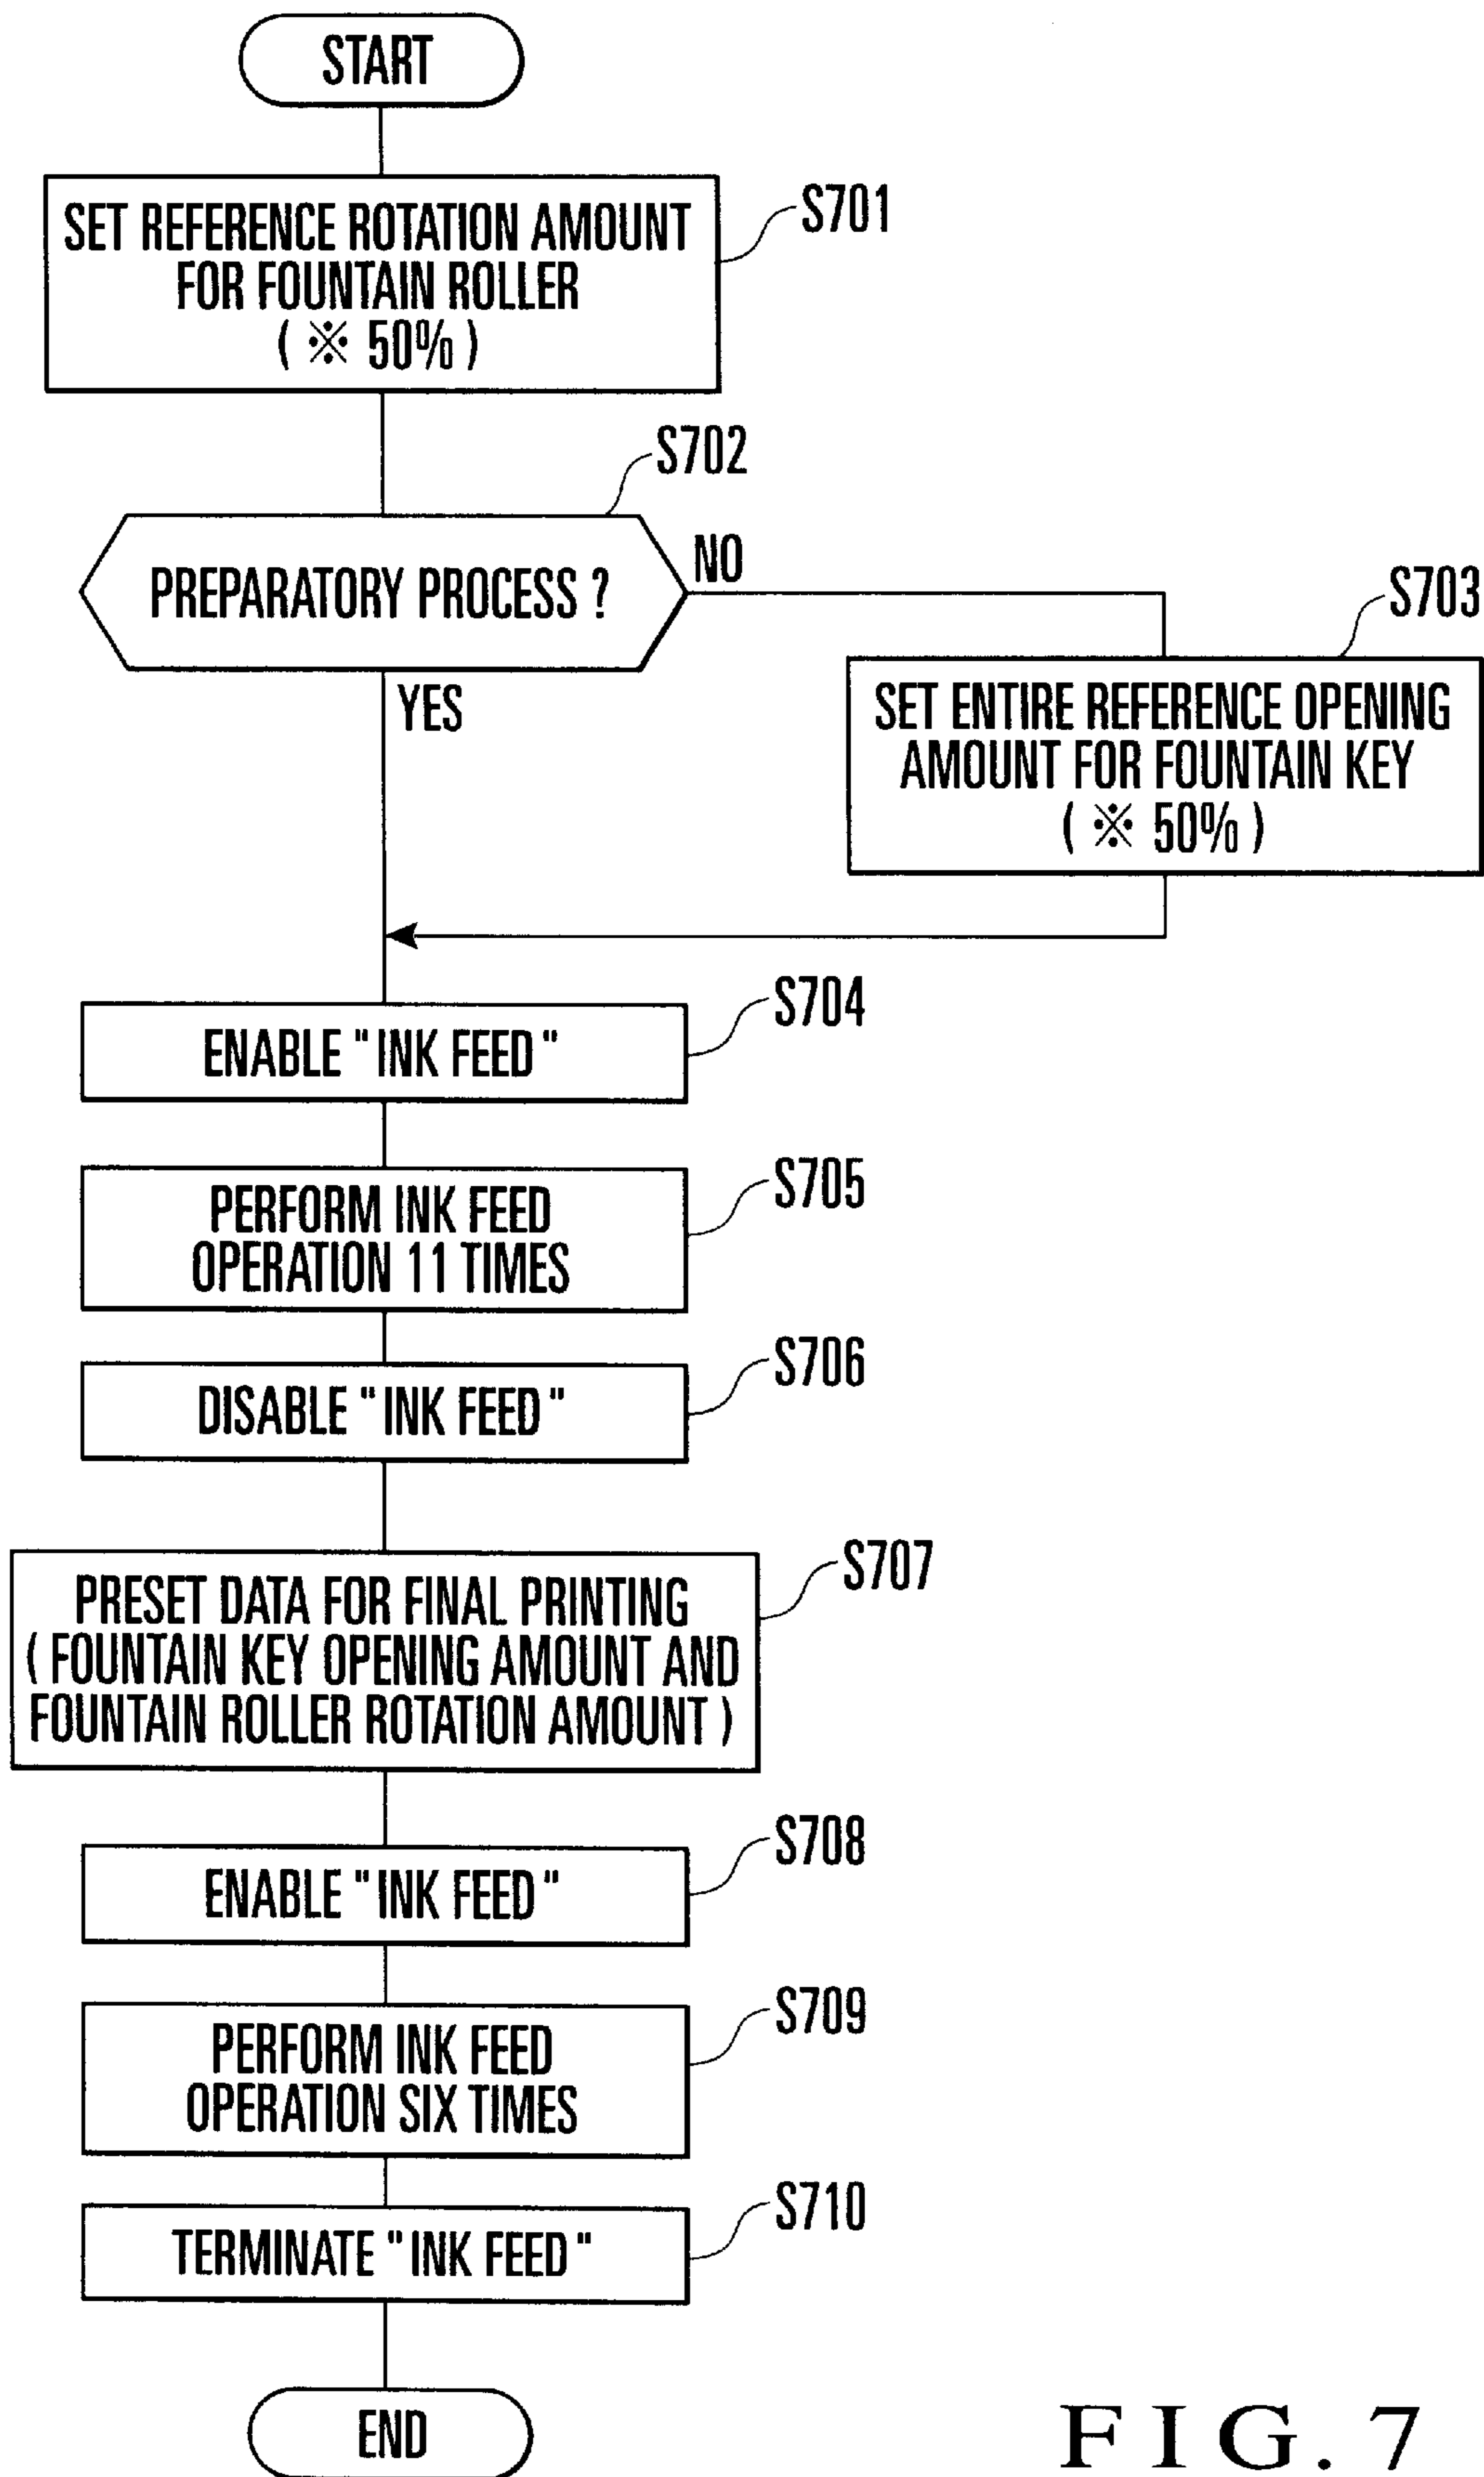 START
SET REFERENCE ROTATION AMOUNT
FOR FOUNTAIN ROLLER
( ※ 50% )
S701
S702
PREPARATORY PROCESS ?
NO
YES
S703
SET ENTIRE REFERENCE OPENING
AMOUNT FOR FOUNTAIN KEY
( ※ 50% )
S704
ENABLE "INK FEED"
S705
PERFORM INK FEED
OPERATION 11 TIMES
S706
DISABLE "INK FEED"
S707
PRESET DATA FOR FINAL PRINTING
( FOUNTAIN KEY OPENING AMOUNT AND
FOUNTAIN ROLLER ROTATION AMOUNT )
S708
ENABLE "INK FEED"
S709
PERFORM INK FEED
OPERATION SIX TIMES
S710
TERMINATE "INK FEED"
END
FIG. 7